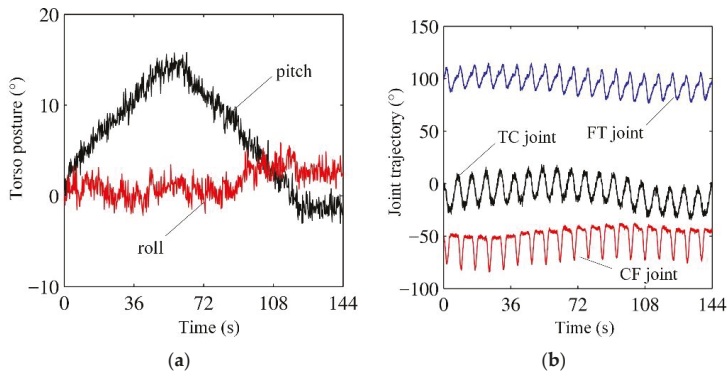 20
10
0
−10
Torso posture (°)
pitch
roll
0 36 72 108 144
Time (s)
(a)
150
100
50
0
−50
−100
Joint trajectory (°)
TC joint
FT joint
CF joint
0 36 72 108 144
Time (s)
(b)